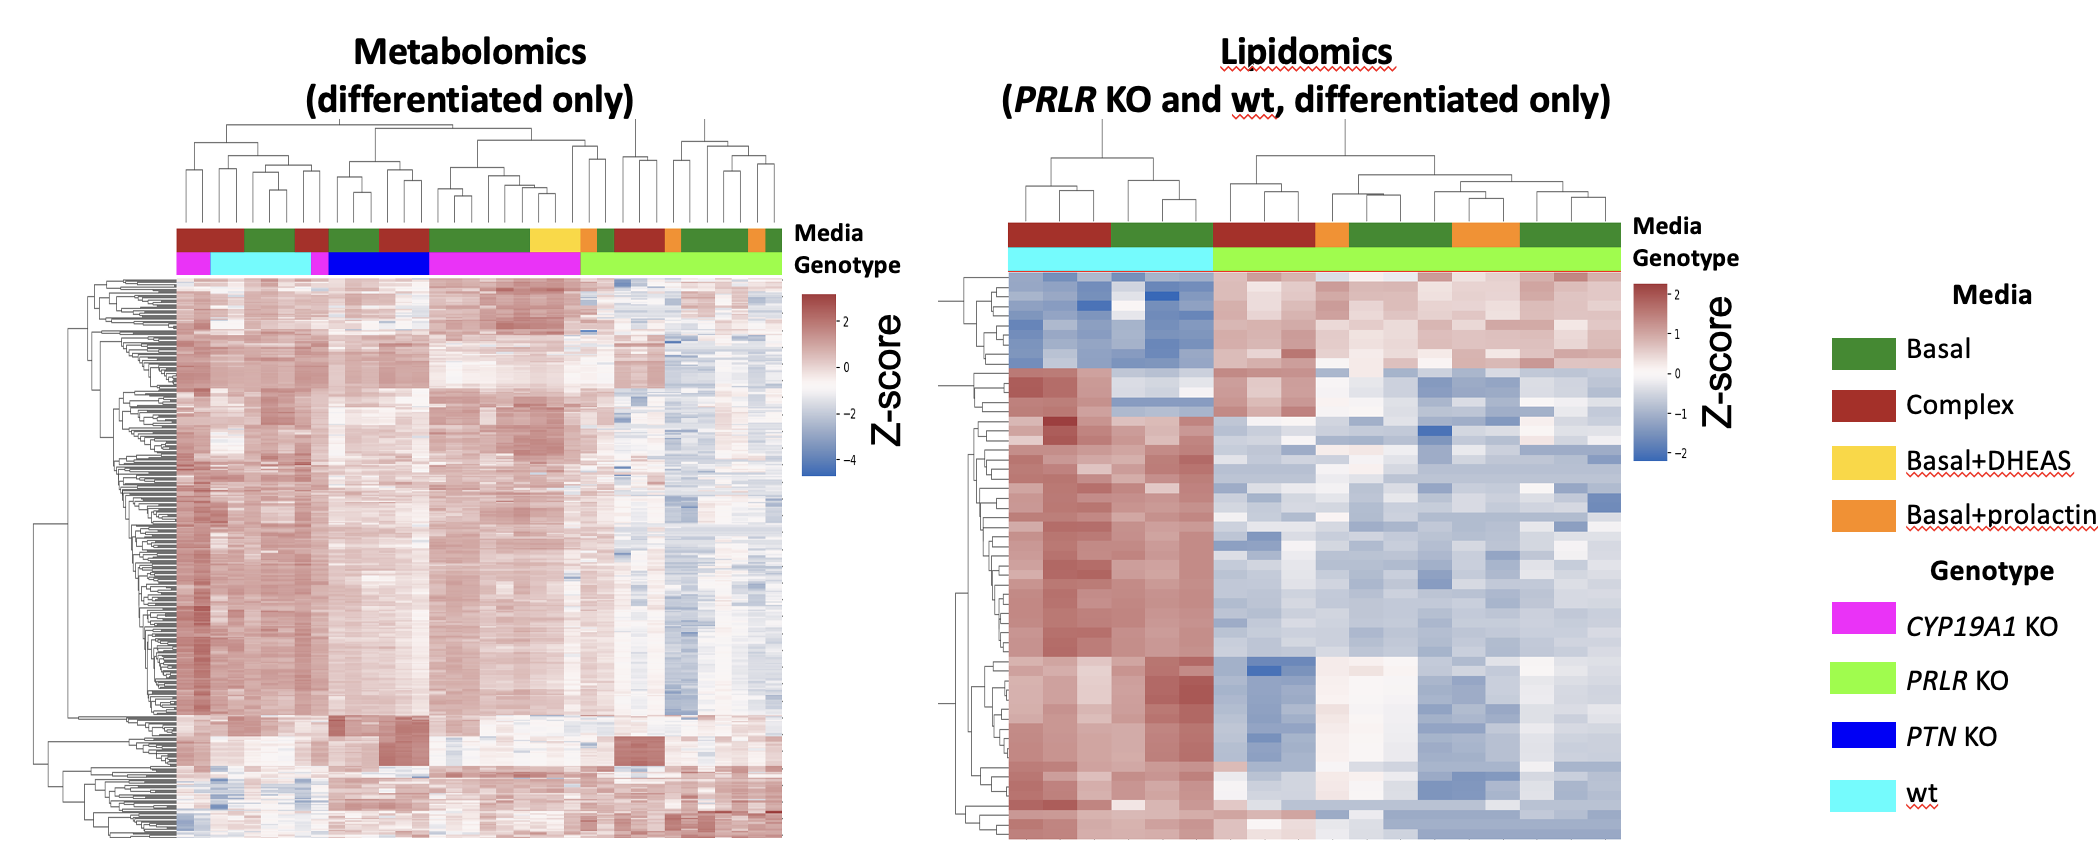 Metabolomics
(differentiated only)
Media
Genotype
2
0
−2
−4
Z-score
Lipidomics
(PRLR KO and wt, differentiated only)
Media
Genotype
2
1
0
−1
−2
Z-score
Media
Basal
Complex
Basal+DHEAS
Basal+prolactin
Genotype
CYP19A1 KO
PRLR KO
PTN KO
wt